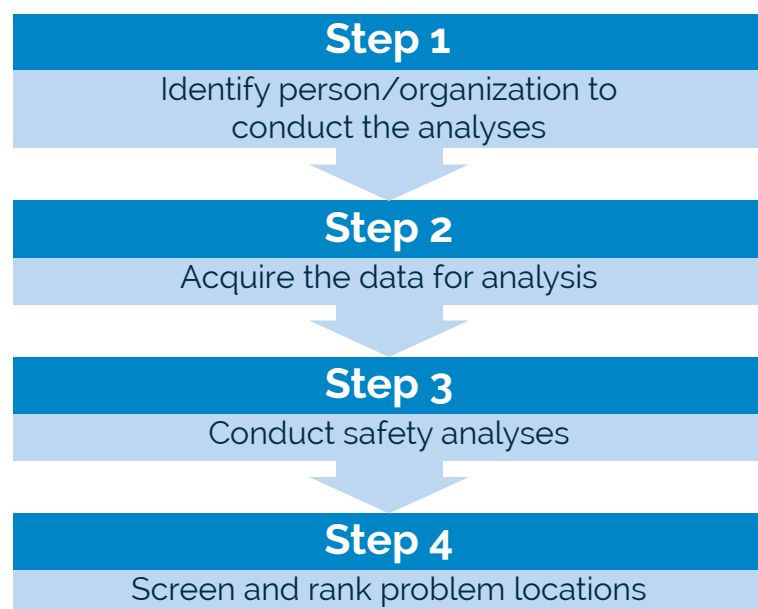 Step 1
Identify person/organization to
conduct the analyses
Step 2
Acquire the data for analysis
Step 3
Conduct safety analyses
Step 4
Screen and rank problem locations